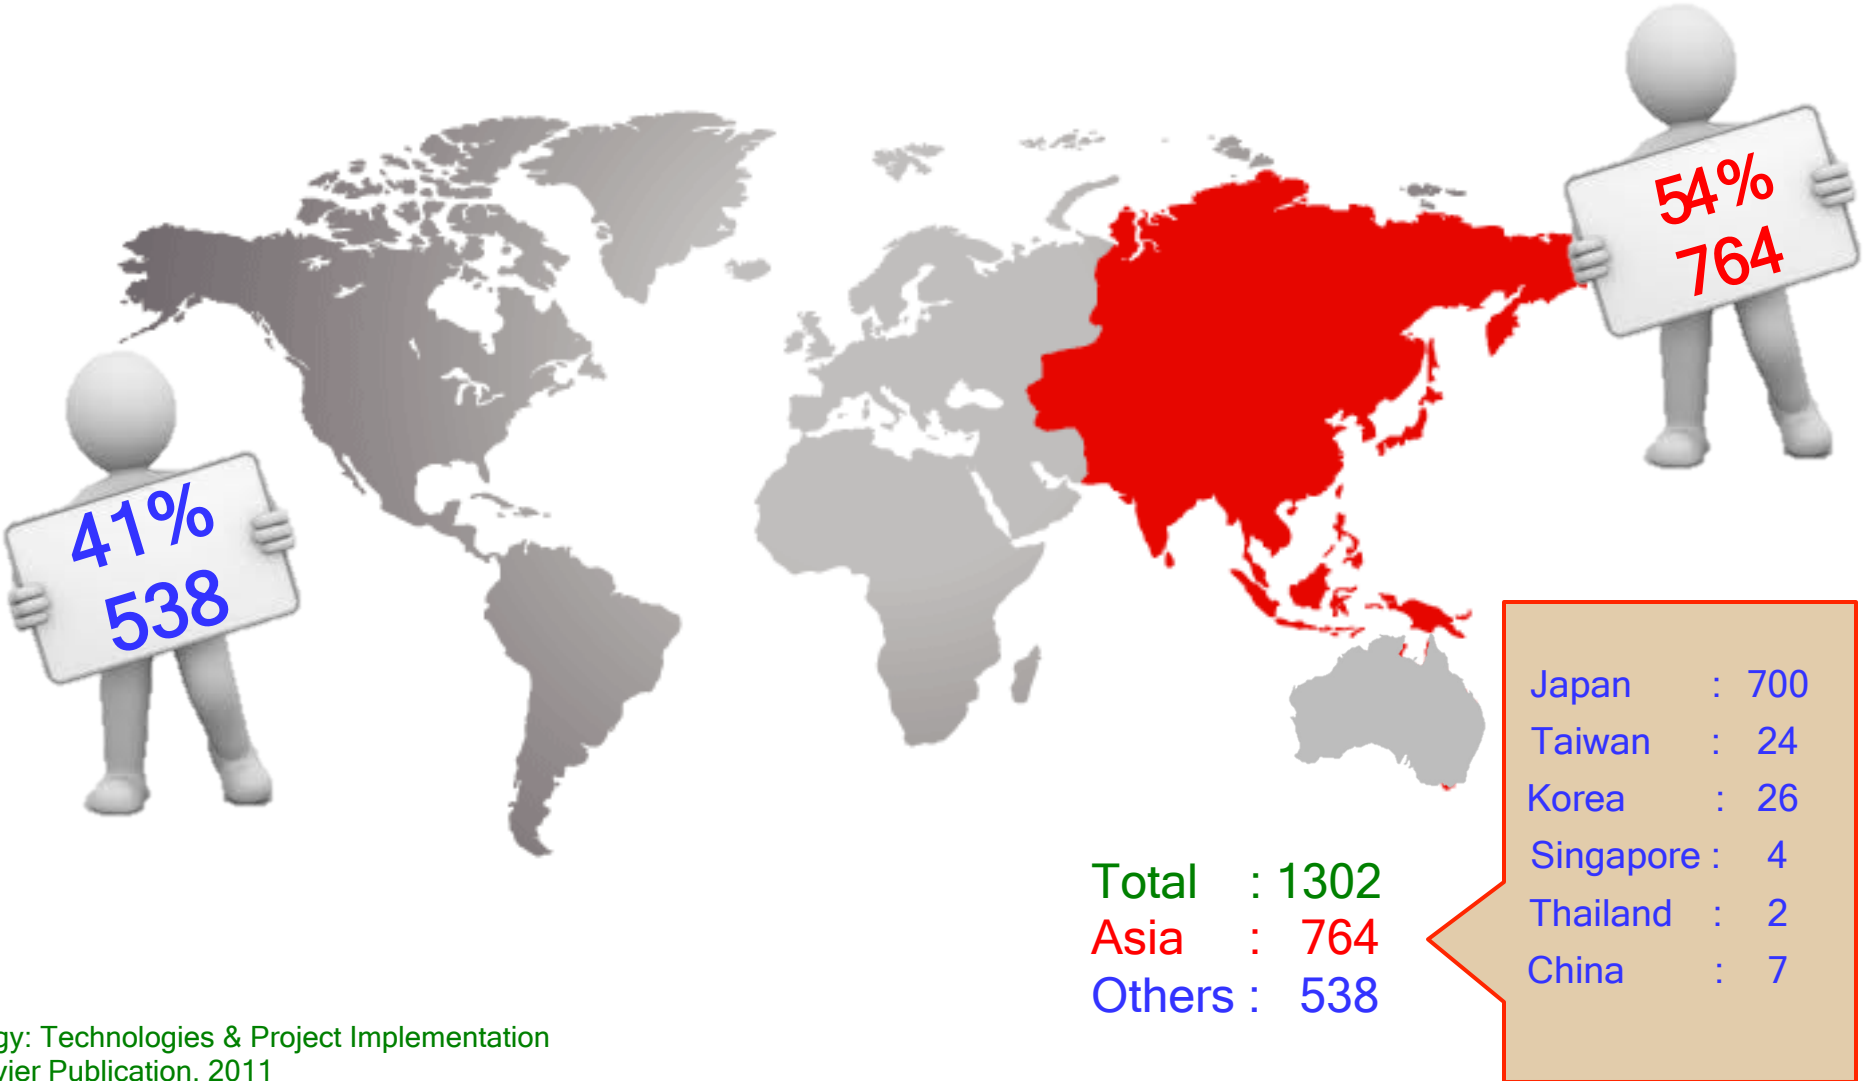 54%
764
41%
538
Japan : 700
Taiwan : 24
Korea : 26
Singapore : 4
Thailand : 2
China : 7
Total : 1302
Asia : 764
Others : 538
gy: Technologies & Project Implementation
vier Publication. 2011